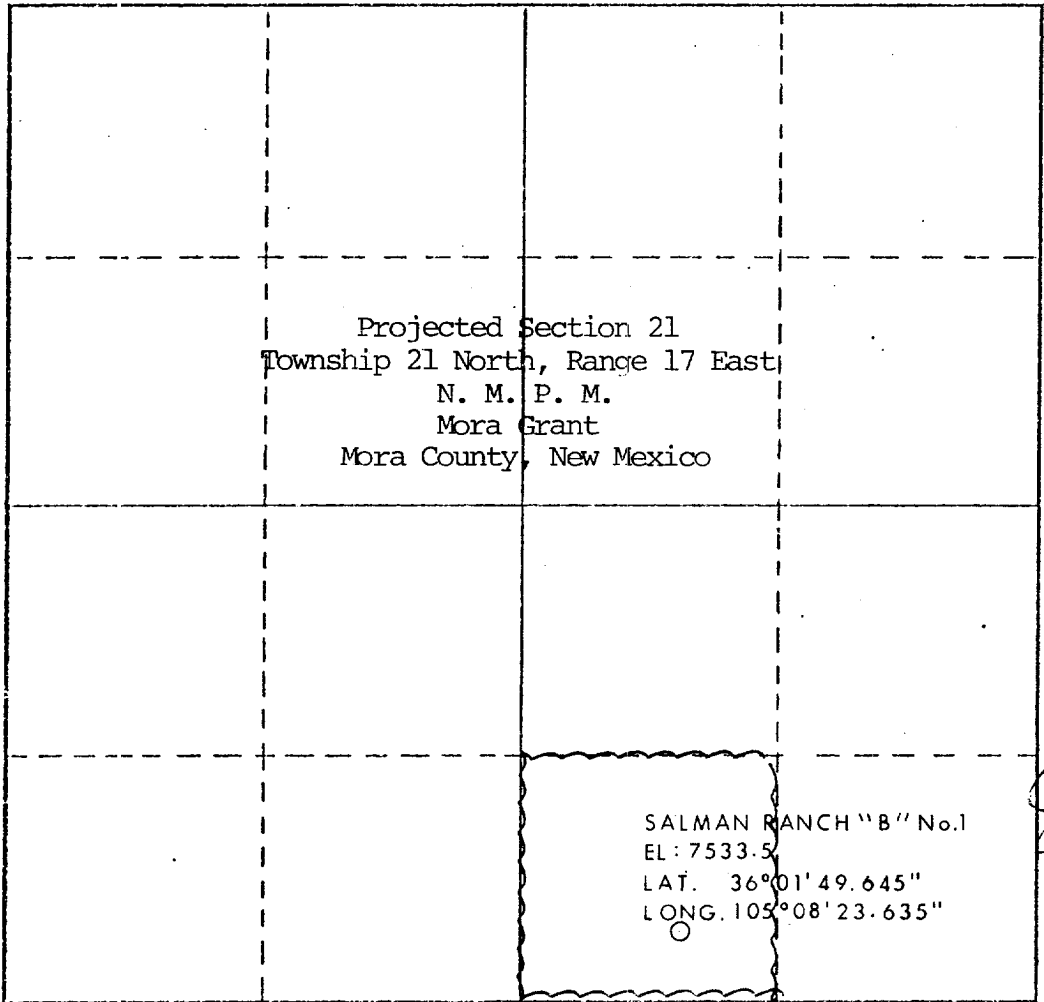 Projected Section 21
Township 21 North, Range 17 East
N. M. P. M.
Mora Grant
Mora County, New Mexico
SALMAN RANCH "B" No.1
EL: 7533.5
LAT. 36°01'49.645"
LONG. 105°08'23.635"